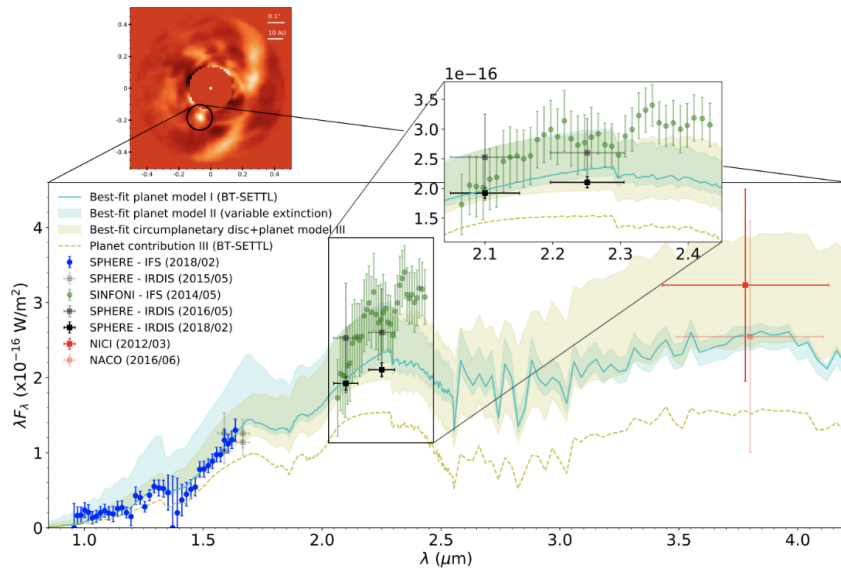 0.4
0.2
0.0
-0.2
-0.4
0.1"
10 AU
-0.4 -0.2 0.0 0.2 0.4
1e−16
3.5
3.0
2.5
2.0
1.5
2.1 2.2 2.3 2.4
Best-fit planet model I (BT-SETTL)
Best-fit planet model II (variable extinction)
Best-fit circumplanetary disc+planet model III
Planet contribution III (BT-SETTL)
SPHERE - IFS (2018/02)
SPHERE - IRDIS (2015/05)
SINFONI - IFS (2014/05)
SPHERE - IRDIS (2016/05)
SPHERE - IRDIS (2018/02)
NICI (2012/03)
NACO (2016/06)
λFλ (x10⁻¹⁶ W/m²)
4
3
2
1
0
1.0 1.5 2.0 2.5 3.0 3.5 4.0
λ (μm)